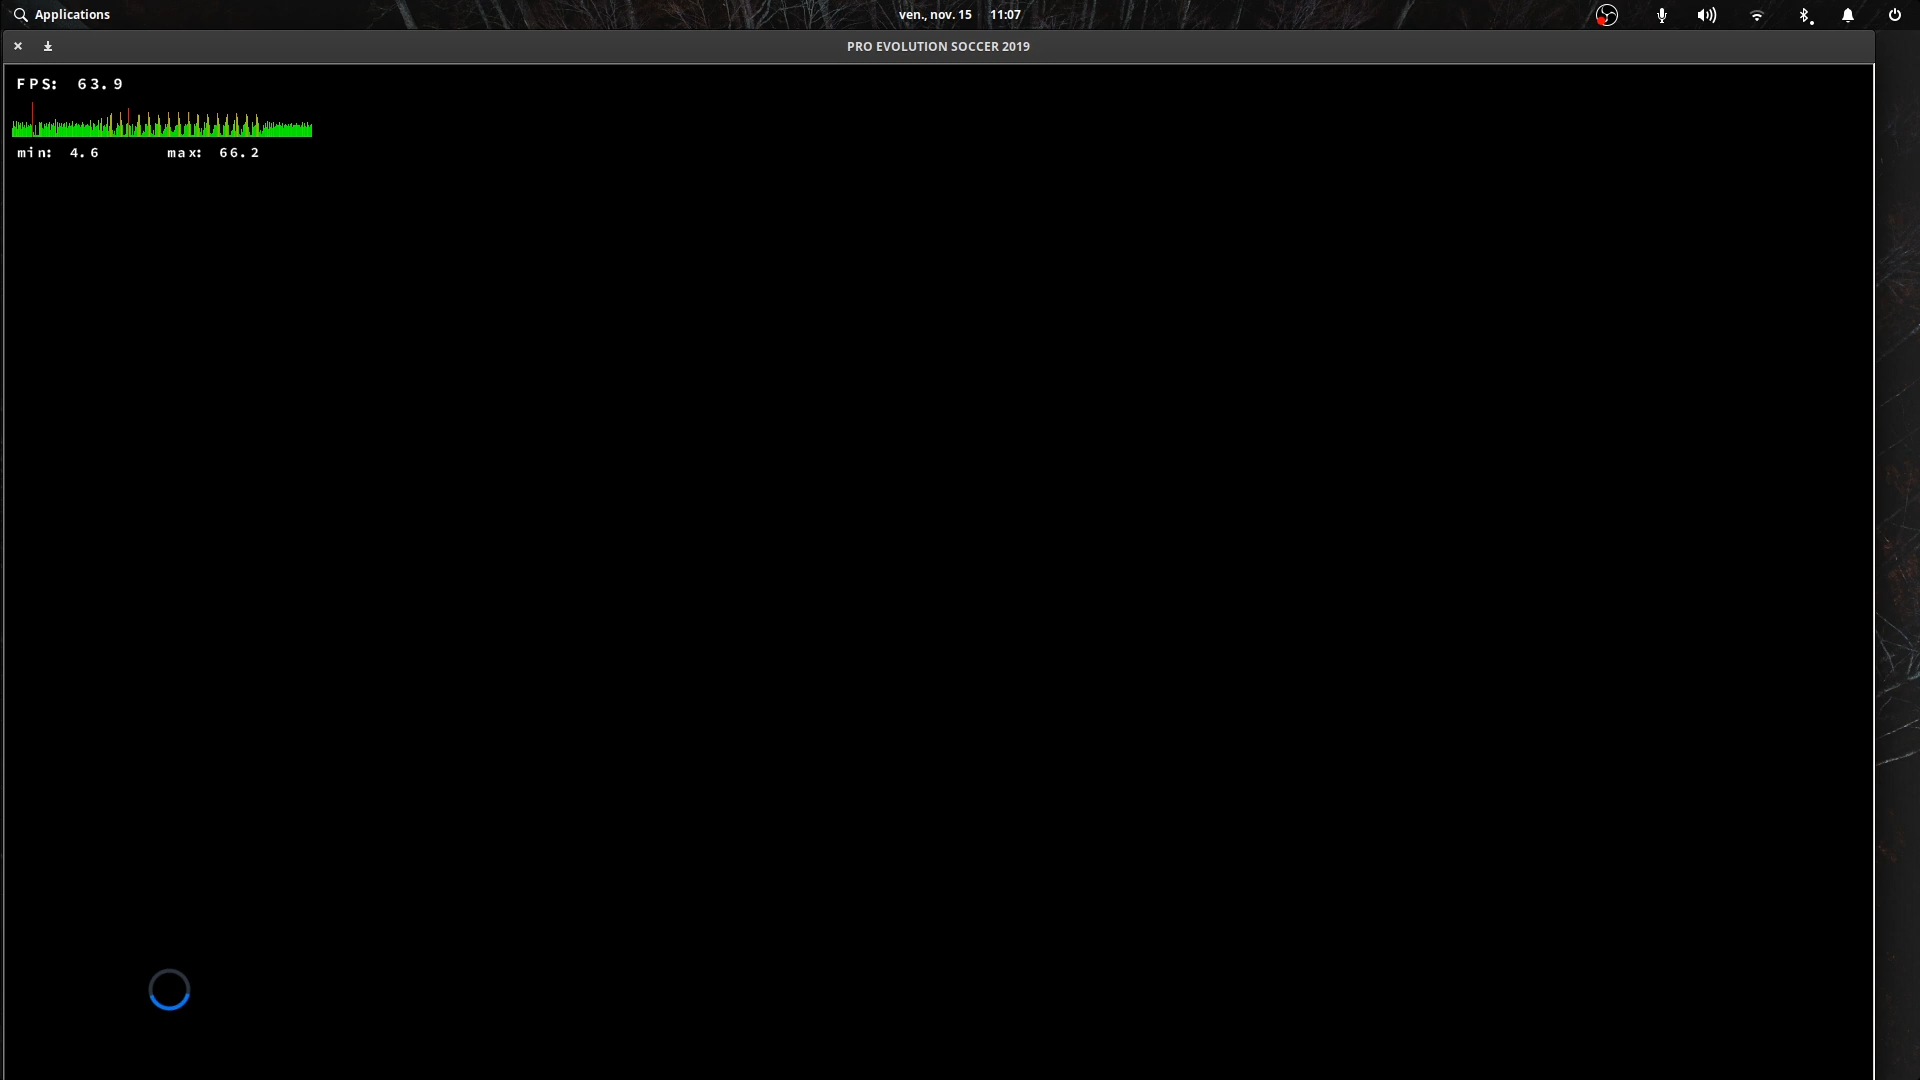 Applications
ven., nov. 15 11:07
PRO EVOLUTION SOCCER 2019
FPS: 63.9
min: 4.6 max: 66.2